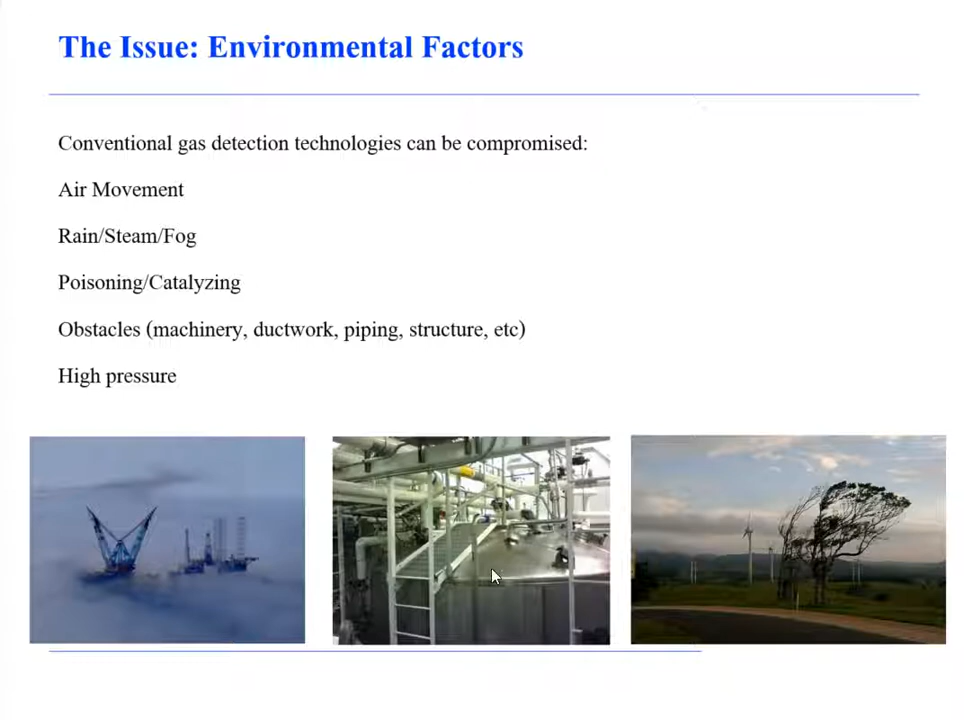 The Issue: Environmental Factors
Conventional gas detection technologies can be compromised:
Air Movement
Rain/Steam/Fog
Poisoning/Catalyzing
Obstacles (machinery, ductwork, piping, structure, etc)
High pressure